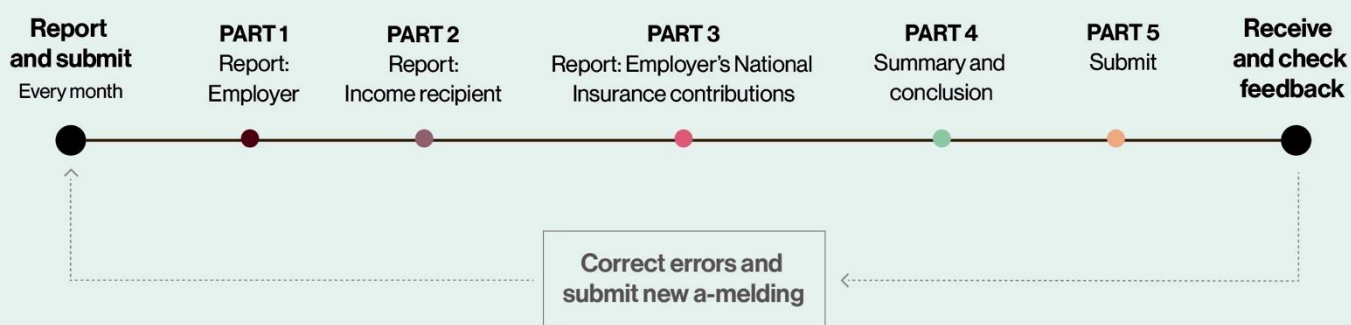 Report
and submit
Every month
PART 1
Report:
Employer
PART 2
Report:
Income recipient
PART 3
Report: Employer's National
Insurance contributions
PART 4
Summary and
conclusion
PART 5
Submit
Receive
and check
feedback
Correct errors and
submit new a-melding